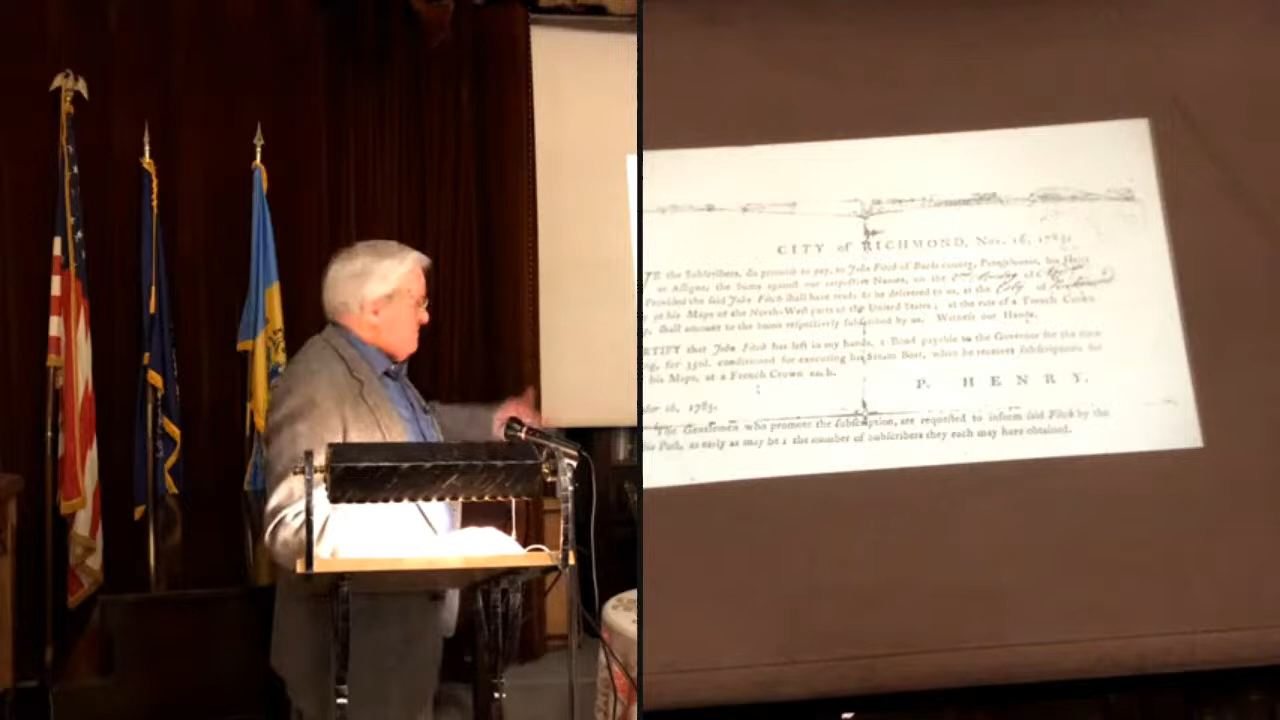 CITY of RICHMOND, Nov. 16, 1785.
the Subscribers, do promise to pay, to John Fitch of Bucks county, Pennsylvania, his Heirs
or Assigns, the sums against our respective Names, on the of
Provided the said John Fitch shall have ready to be delivered to us, at the City of Richmond
of his Maps of the North-West parts of the United States; at the rate of a French Crown
shall amount to the sums respectively subscribed by us. Witness our Hands.
that John Fitch has left in my hands, a Bond payable to the Governor for the time
for 350l. conditioned for executing his Steam Boat, when he receives Subscriptions for
his Maps, at a French Crown each.
P. HENRY.
16, 1785.
The Gentlemen who promote the subscription, are requested to inform said Fitch by the
Post, as early as may be; the number of Subscribers they each may have obtained.